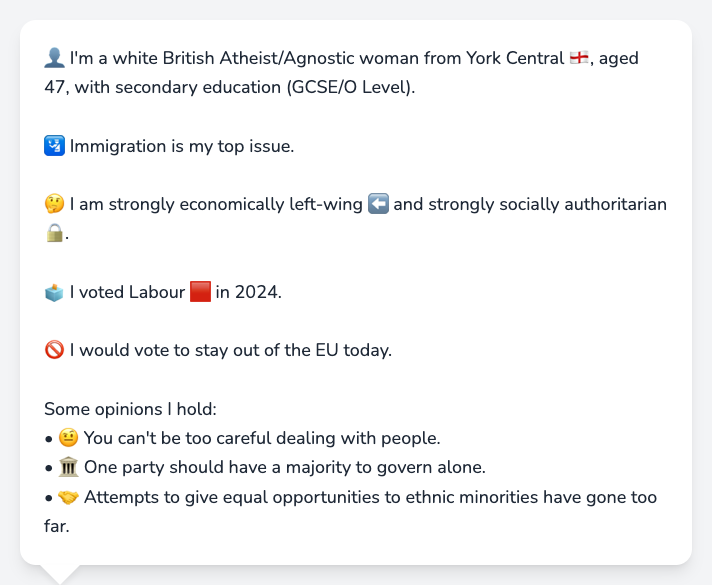 👤 I'm a white British Atheist/Agnostic woman from York Central 🏴󠁧󠁢󠁥󠁮󠁧󠁿, aged
47, with secondary education (GCSE/O Level).
🛂 Immigration is my top issue.
🤔 I am strongly economically left-wing ⬅️ and strongly socially authoritarian
🔒.
🗳️ I voted Labour 🟥 in 2024.
🚫 I would vote to stay out of the EU today.
Some opinions I hold:
• 🤨 You can't be too careful dealing with people.
• 🏛️ One party should have a majority to govern alone.
• 🤝 Attempts to give equal opportunities to ethnic minorities have gone too
far.